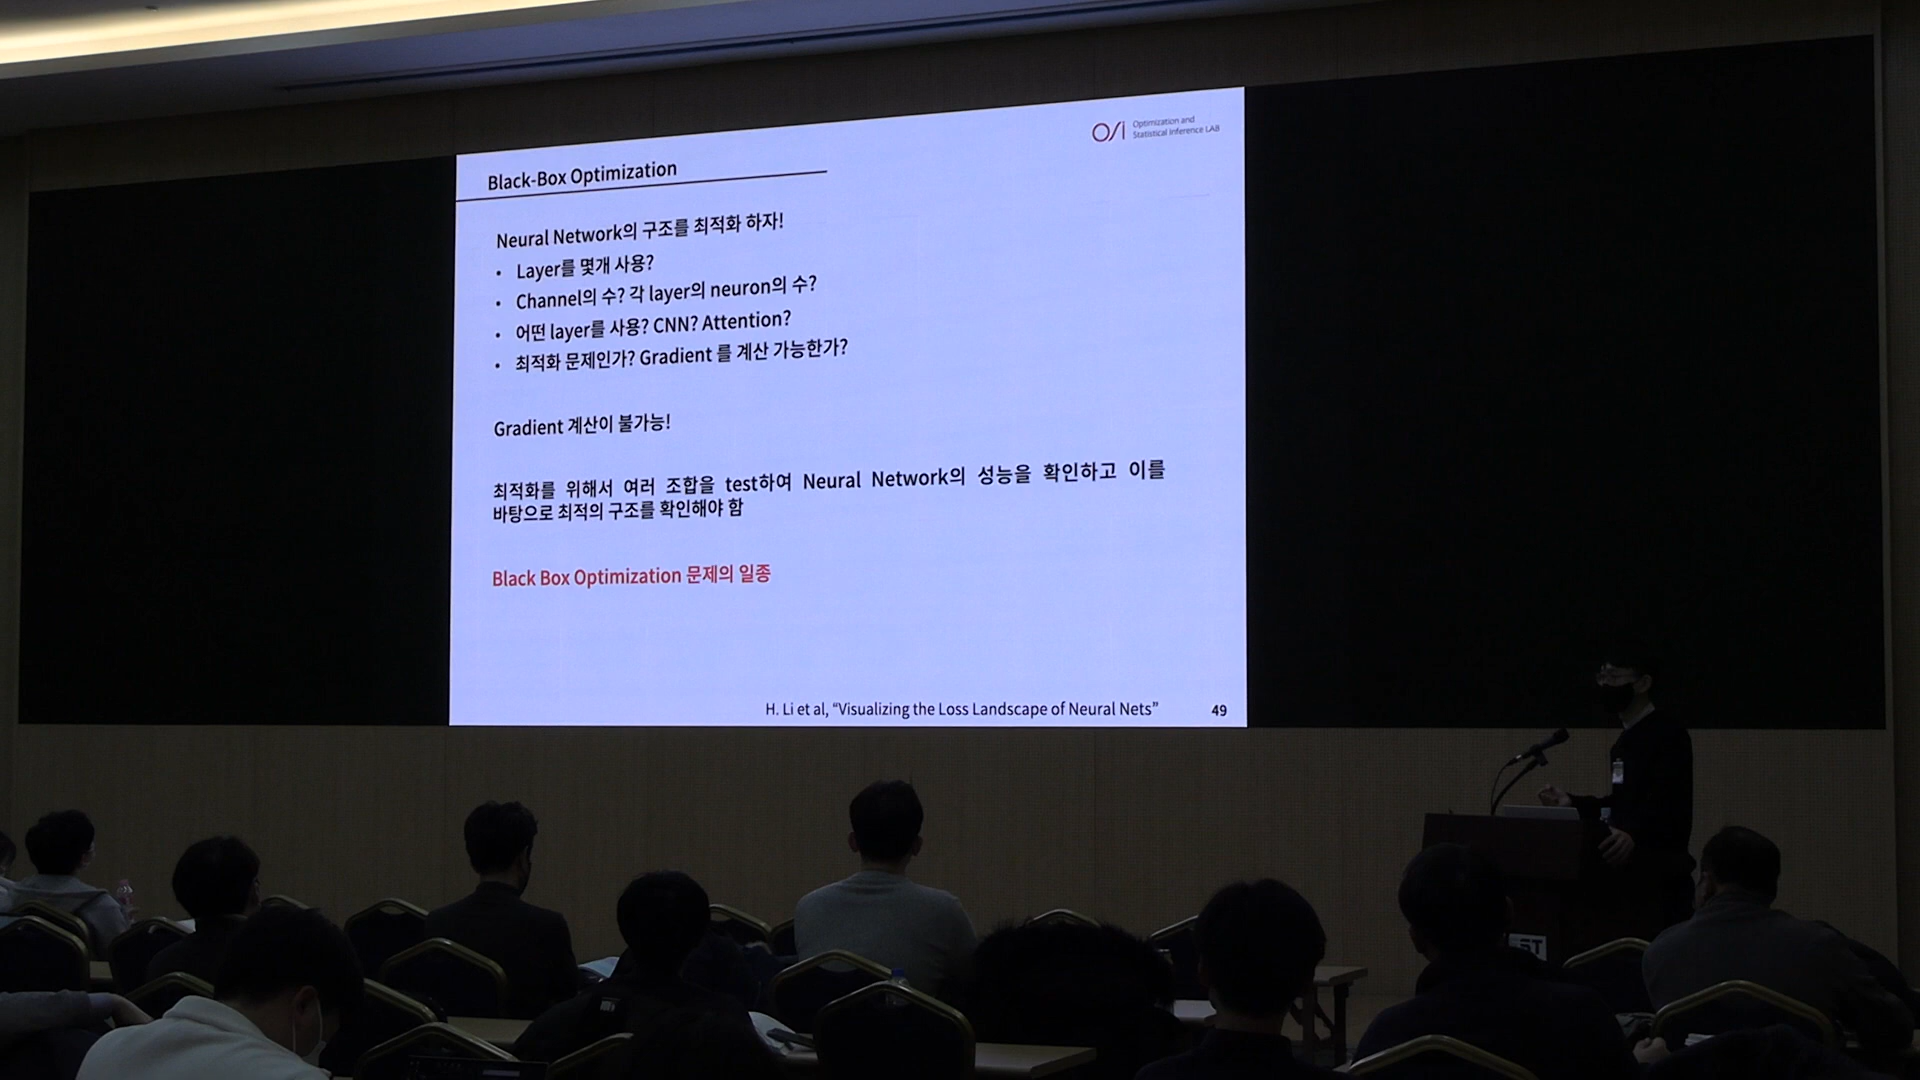 Optimization and
OSI Statistical Inference LAB
Black-Box Optimization
Neural Network의 구조를 최적화 하자!
• Layer를 몇개 사용?
• Channel의 수? 각 layer의 neuron의 수?
• 어떤 layer를 사용? CNN? Attention?
• 최적화 문제인가? Gradient 를 계산 가능한가?
Gradient 계산이 불가능!
최적화를 위해서 여러 조합을 test하여 Neural Network의 성능을 확인하고 이를
바탕으로 최적의 구조를 확인해야 함
Black Box Optimization 문제의 일종
H. Li et al, “Visualizing the Loss Landscape of Neural Nets”
49